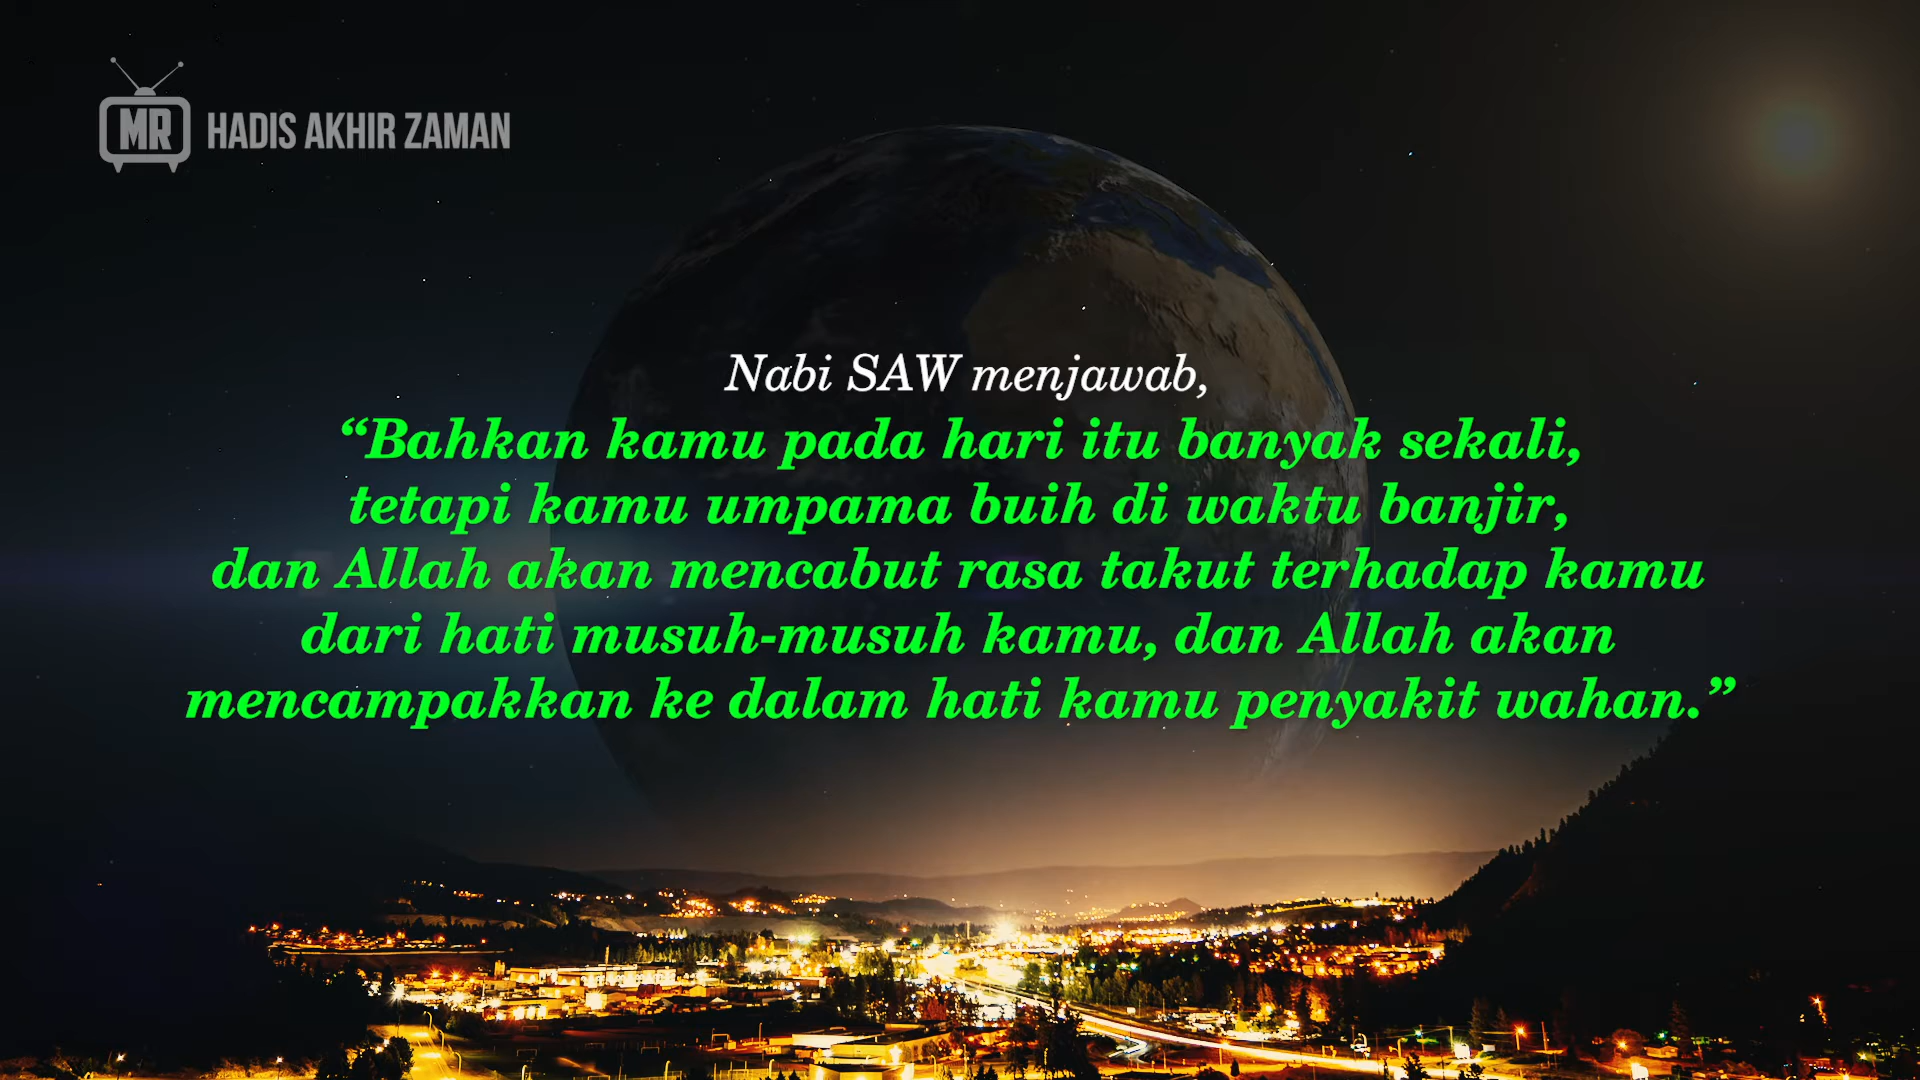 MR HADIS AKHIR ZAMAN
Nabi SAW menjawab,
“Bahkan kamu pada hari itu banyak sekali,
tetapi kamu umpama buih di waktu banjir,
dan Allah akan mencabut rasa takut terhadap kamu
dari hati musuh-musuh kamu, dan Allah akan
mencampakkan ke dalam hati kamu penyakit wahan.”